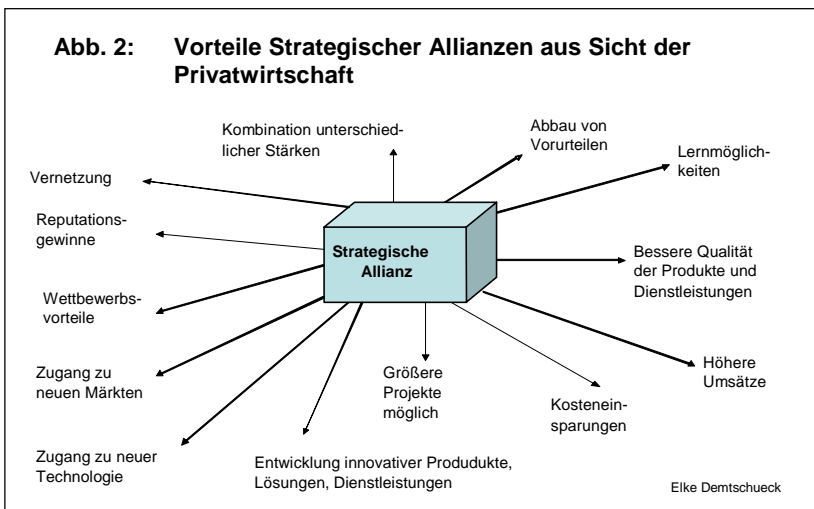 Abb. 2: Vorteile Strategischer Allianzen aus Sicht der
Privatwirtschaft
Kombination unterschied-
licher Stärken
Abbau von
Vorurteilen
Lernmöglich-
keiten
Vernetzung
Reputations-
gewinne
Strategische
Allianz
Bessere Qualität
der Produkte und
Dienstleistungen
Wettbewerbs-
vorteile
Zugang zu
neuen Märkten
Größere
Projekte
möglich
Höhere
Umsätze
Kostenein-
sparungen
Zugang zu neuer
Technologie
Entwicklung innovativer Produdukte,
Lösungen, Dienstleistungen
Elke Demtschueck